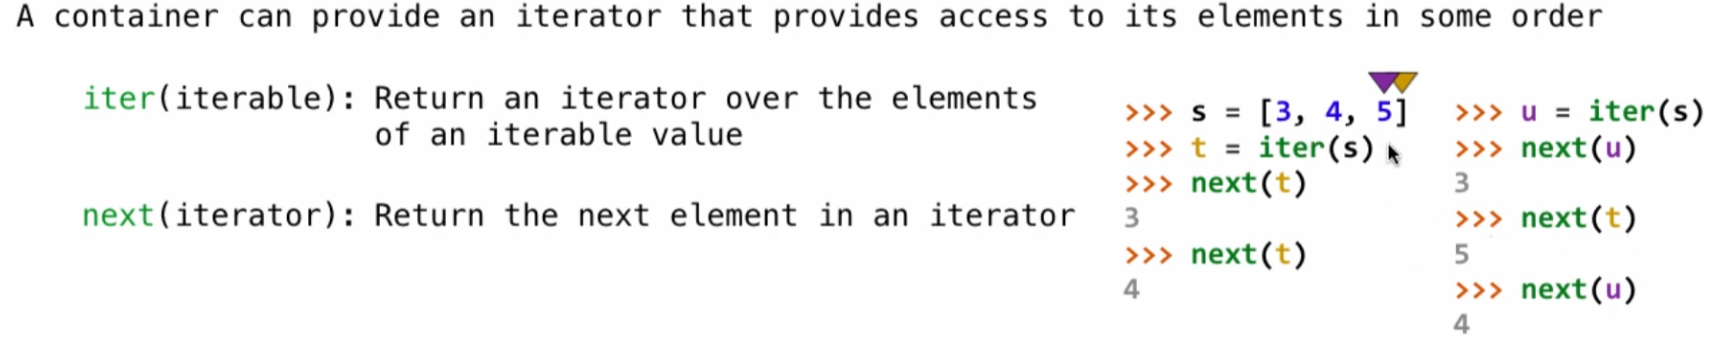 A container can provide an iterator that provides access to its elements in some order
iter(iterable): Return an iterator over the elements
of an iterable value
next(iterator): Return the next element in an iterator
>>> s = [3, 4, 5]
>>> t = iter(s)
>>> next(t)
3
>>> next(t)
4
>>> u = iter(s)
>>> next(u)
3
>>> next(t)
5
>>> next(u)
4